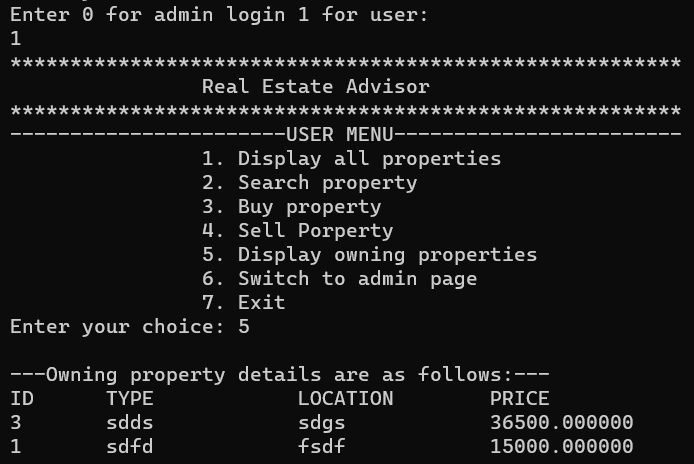 Enter 0 for admin login 1 for user:
1
********************************************************
                Real Estate Advisor
********************************************************
-----------------------USER MENU------------------------
                1. Display all properties
                2. Search property
                3. Buy property
                4. Sell Porperty
                5. Display owning properties
                6. Switch to admin page
                7. Exit
Enter your choice: 5

---Owning property details are as follows:---
ID      TYPE            LOCATION        PRICE
3       sdds            sdgs            36500.000000
1       sdfd            fsdf            15000.000000